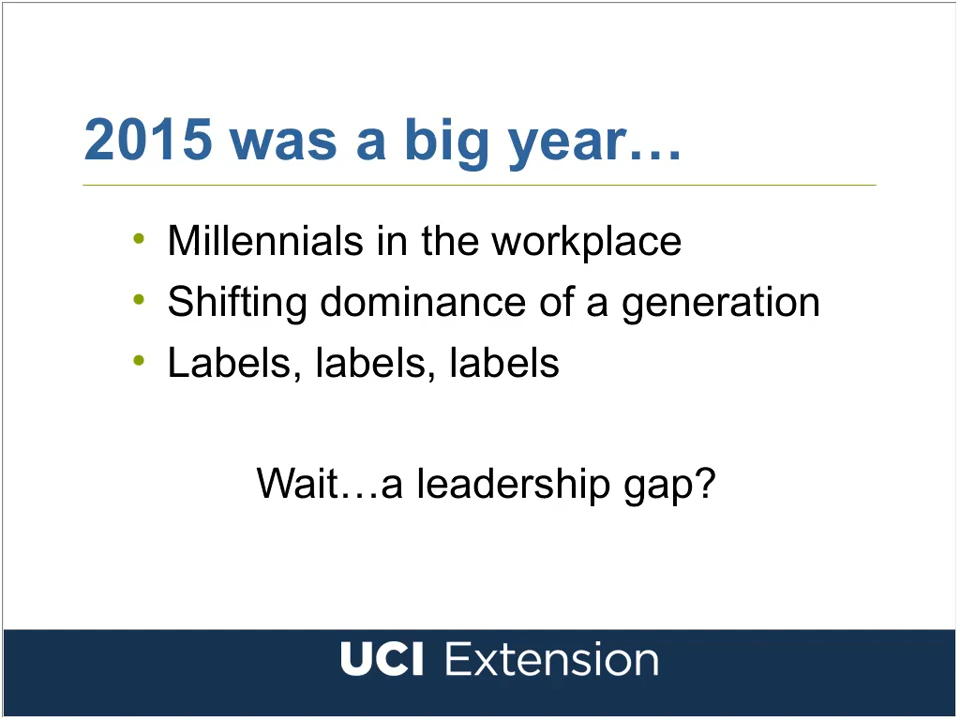 2015 was a big year…
• Millennials in the workplace
• Shifting dominance of a generation
• Labels, labels, labels
Wait…a leadership gap?
UCI Extension